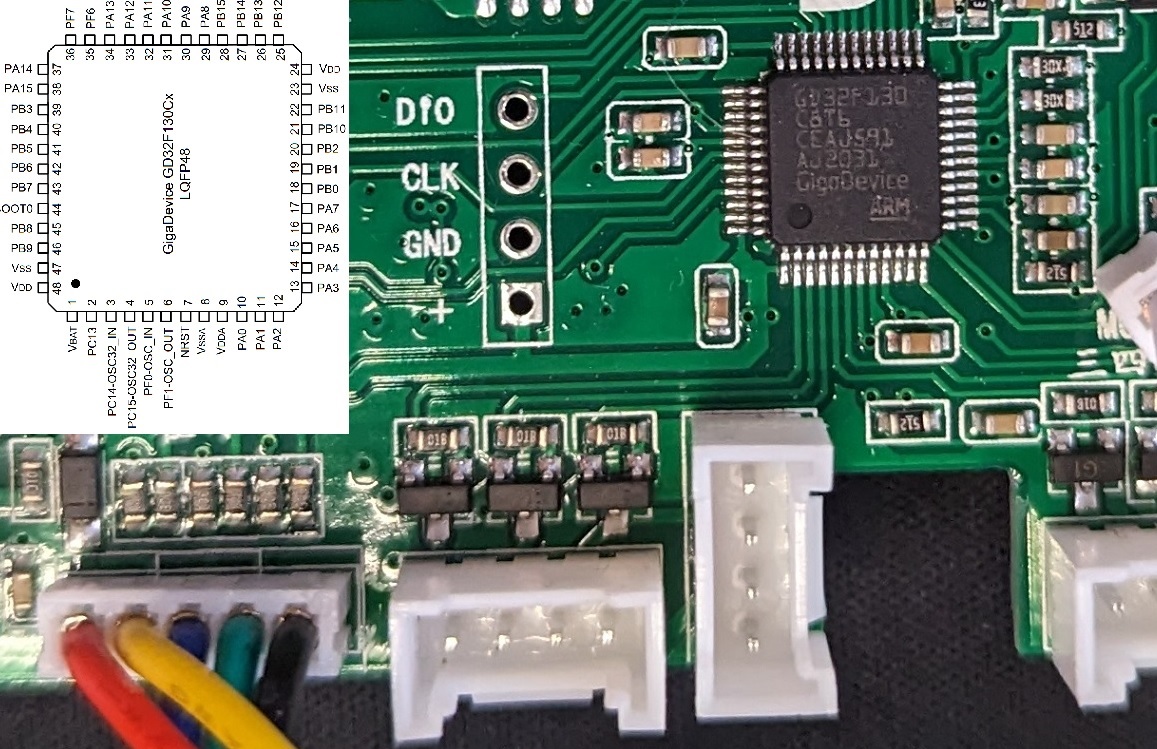 PF7
PF6
PA13
PA12
PA11
PA10
PA9
PA8
PB15
PB14
PB13
PB12
36
35
34
33
32
31
30
29
28
27
26
25
PA14 37
PA15 38
PB3 39
PB4 40
PB5 41
PB6 42
PB7 43
OOT0 44
PB8 45
PB9 46
VSS 47
VDD 48
24 VDD
23 VSS
22 PB11
21 PB10
20 PB2
19 PB1
18 PB0
17 PA7
16 PA6
15 PA5
14 PA4
13 PA3
GigaDevice GD32F130Cx
LQFP48
1
2
3
4
5
6
7
8
9
10
11
12
VBAT
PC13
PC14-OSC32_IN
PC15-OSC32_OUT
PF0-OSC_IN
PF1-OSC_OUT
NRST
VSSA
VDDA
PA0
PA1
PA2
DIO
CLK
GND
+
GD32F130
C8T6
CEAJ591
AJ2031
GigaDevice
ARM
512
30X
30X
512
01B
01B
01B
512
01B
G1